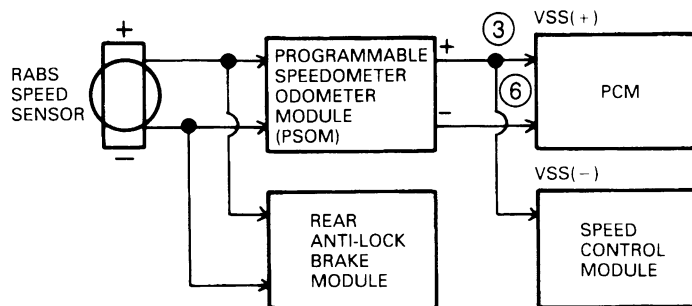 +
RABS
SPEED
SENSOR
−
PROGRAMMABLE
SPEEDOMETER
ODOMETER
MODULE
(PSOM)
+
−
3
6
VSS(+)
PCM
VSS(−)
REAR
ANTI-LOCK
BRAKE
MODULE
SPEED
CONTROL
MODULE